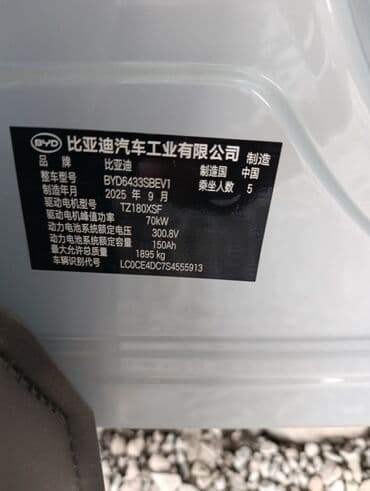 BYD 比亚迪汽车工业有限公司 制造
品牌 比亚迪 制造国 中国
整车型号 BYD6433SBEV1 乘坐人数 5
制造年月 2025 年 9 月
驱动电机型号 TZ180XSF
驱动电机峰值功率 70kW
动力电池系统额定电压 300.8V
动力电池系统额定容量 150Ah
最大允许总质量 1895 kg
车辆识别代号 LC0CE4DC7S4555913